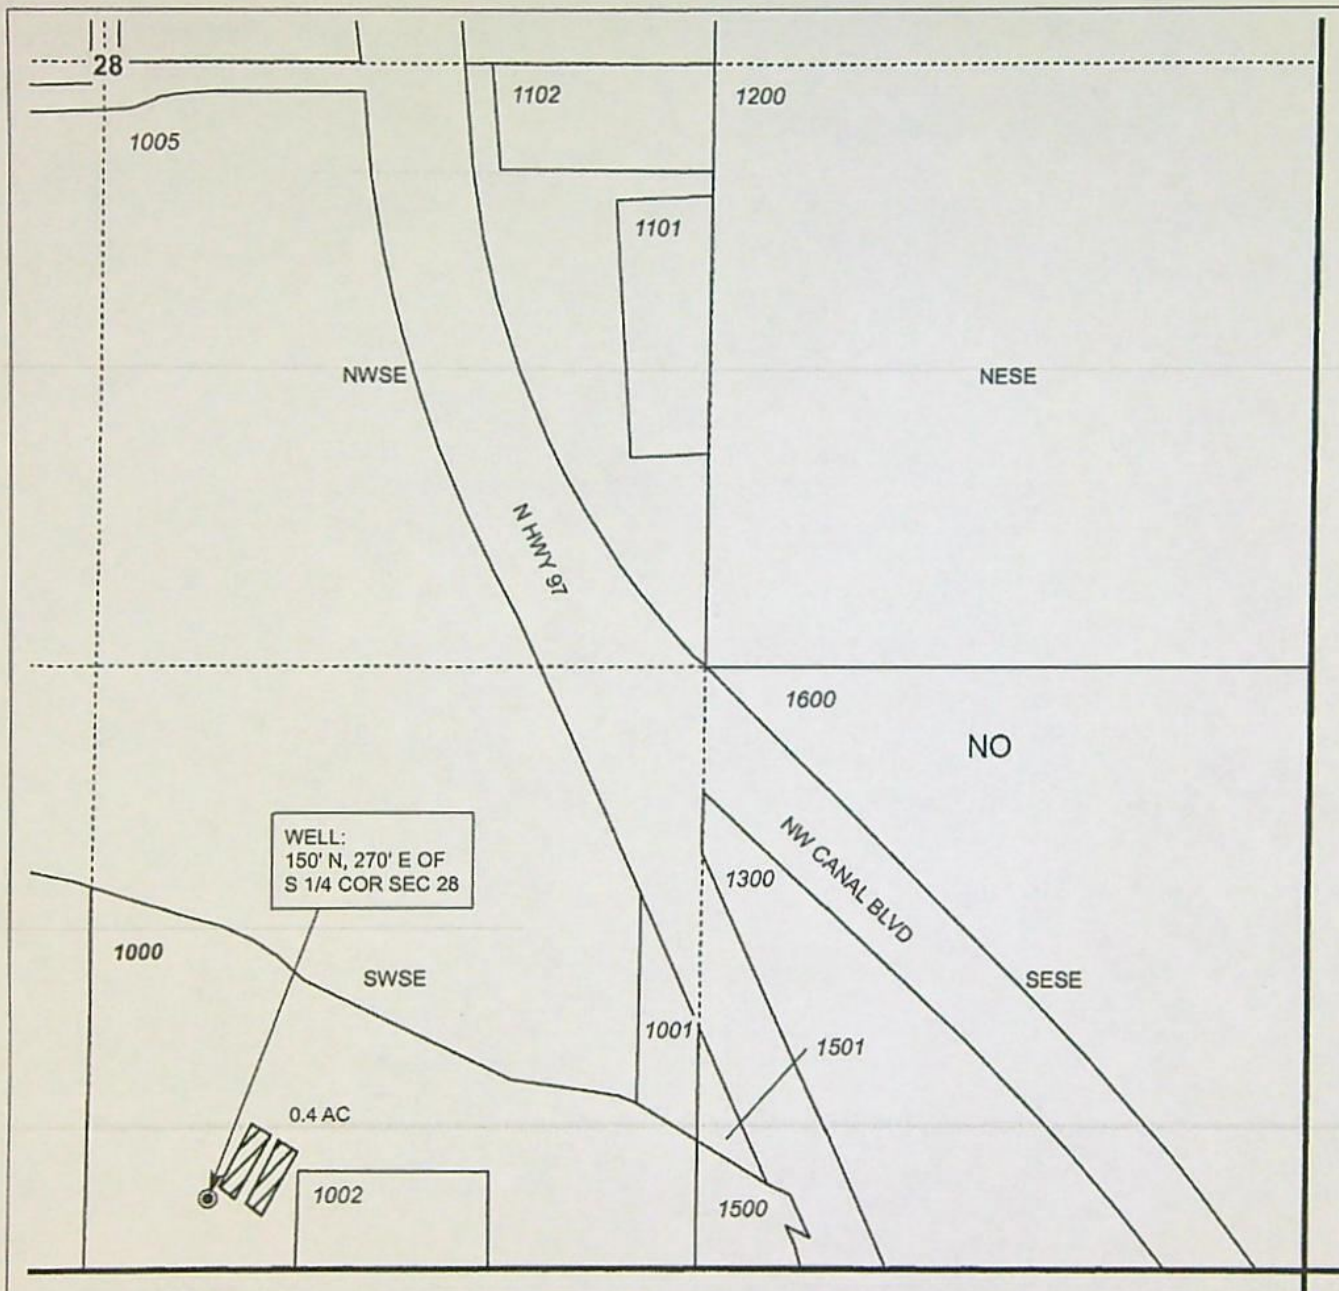 28
1102
1200
1005
1101
NWSE
NESE
N HWY 97
1600
NO
WELL:
150' N, 270' E OF
S 1/4 COR SEC 28
NW CANAL BLVD
1300
1000
SWSE
SESE
1001
1501
0.4 AC
1002
1500